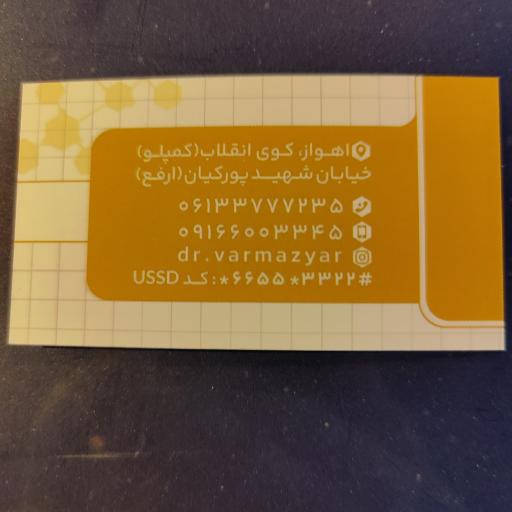 اهواز، کوی انقلاب(کمپلو)
خیابان شهید پورکیان(ارفع)
۰۶۱۳۳۷۷۷۲۳۵
۰۹۱۶۶۰۰۳۳۴۵
dr.varmazyar
USSD کد :*۶۶۵۵*۳۳۲۲#